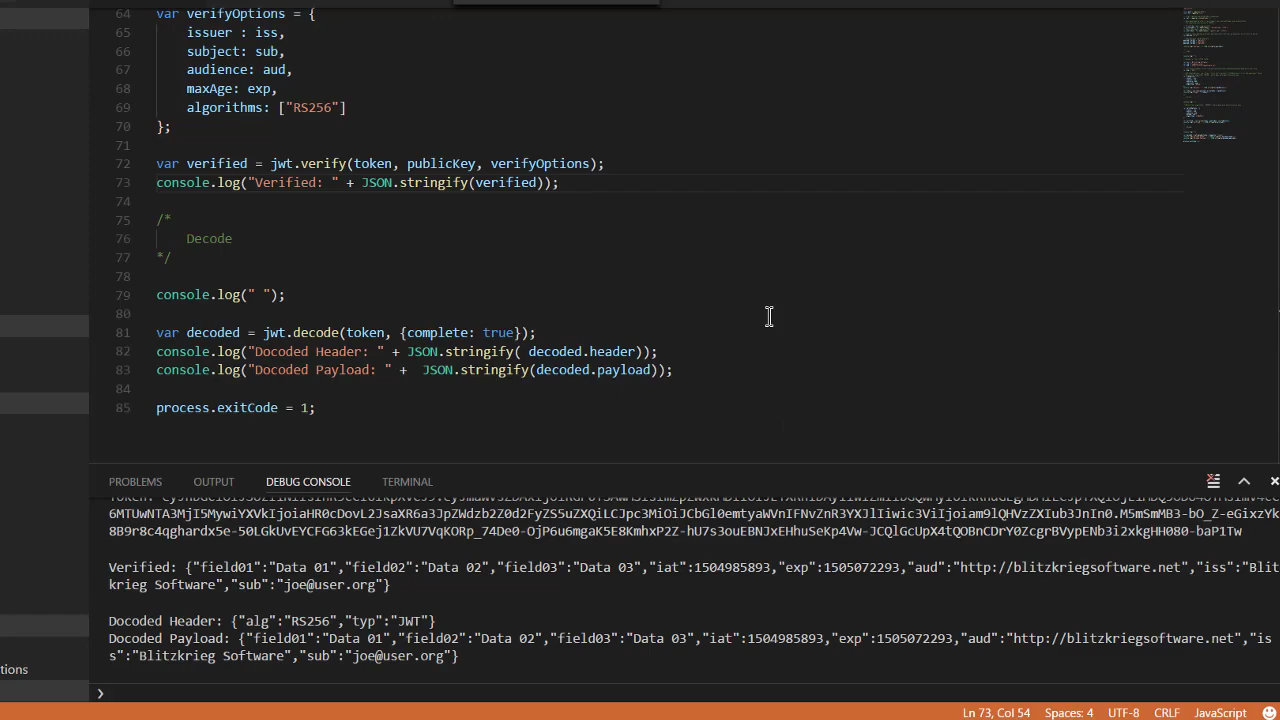 64 var verifyOptions = {
65 issuer : iss,
66 subject: sub,
67 audience: aud,
68 maxAge: exp,
69 algorithms: ["RS256"]
70 };
71
72 var verified = jwt.verify(token, publicKey, verifyOptions);
73 console.log("Verified: " + JSON.stringify(verified));
74
75 /*
76 Decode
77 */
78
79 console.log(" ");
80
81 var decoded = jwt.decode(token, {complete: true});
82 console.log("Docoded Header: " + JSON.stringify( decoded.header));
83 console.log("Docoded Payload: " + JSON.stringify(decoded.payload));
84
85 process.exitCode = 1;
PROBLEMS OUTPUT DEBUG CONSOLE TERMINAL
6MTUwNTA3MjI5MywiYXVkIjoiaHR0cDovL2JsaXR6a3JpZWdzb2Z0d2FyZS5uZXQiLCJpc3MiOiJCbGl0emtyaWVnIFNvZnR3YXJlIiwic3ViIjoiam9lQHVzZXIub3JnIn0.M5mSmMB3-bO_Z-eGixzYk
8B9r8c4qghardx5e-50LGkUvEYCFG63kEGej1ZkVU7VqKORp_74De0-OjP6u6mgaK5E8KmhxP2Z-hU7s3ouEBNJxEHhuSeKp4Vw-JCQlGcUpX4tQOBnCDrY0ZcgrBVypENb3i2xkgHH080-baP1Tw
Verified: {"field01":"Data 01","field02":"Data 02","field03":"Data 03","iat":1504985893,"exp":1505072293,"aud":"http://blitzkriegsoftware.net","iss":"Blit
zkrieg Software","sub":"joe@user.org"}
Docoded Header: {"alg":"RS256","typ":"JWT"}
Docoded Payload: {"field01":"Data 01","field02":"Data 02","field03":"Data 03","iat":1504985893,"exp":1505072293,"aud":"http://blitzkriegsoftware.net","is
s":"Blitzkrieg Software","sub":"joe@user.org"}
tions
Ln 73, Col 54 Spaces: 4 UTF-8 CRLF JavaScript